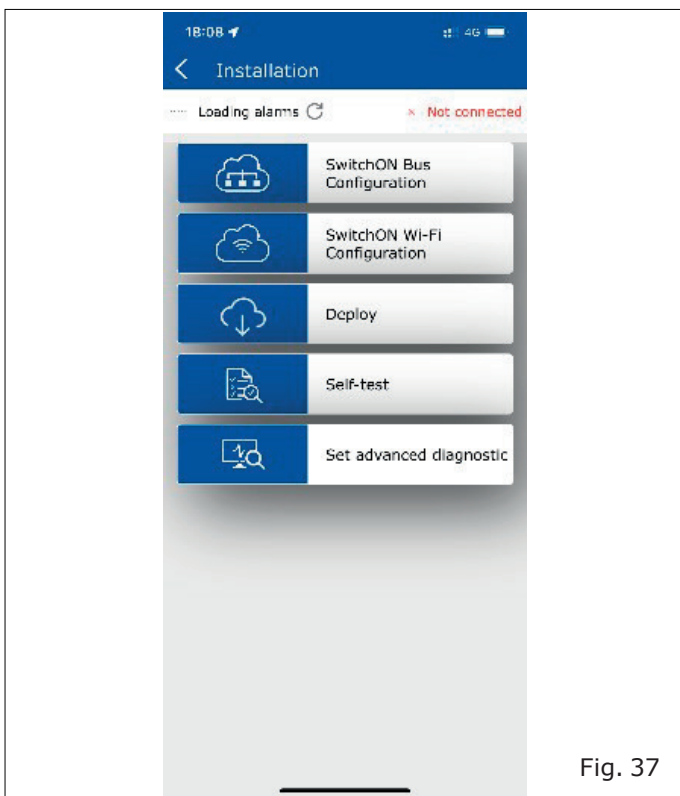 18:08
4G
Installation
Loading alarms
× Not connected
SwitchON Bus
Configuration
SwitchON Wi-Fi
Configuration
Deploy
Self-test
Set advanced diagnostic
Fig. 37